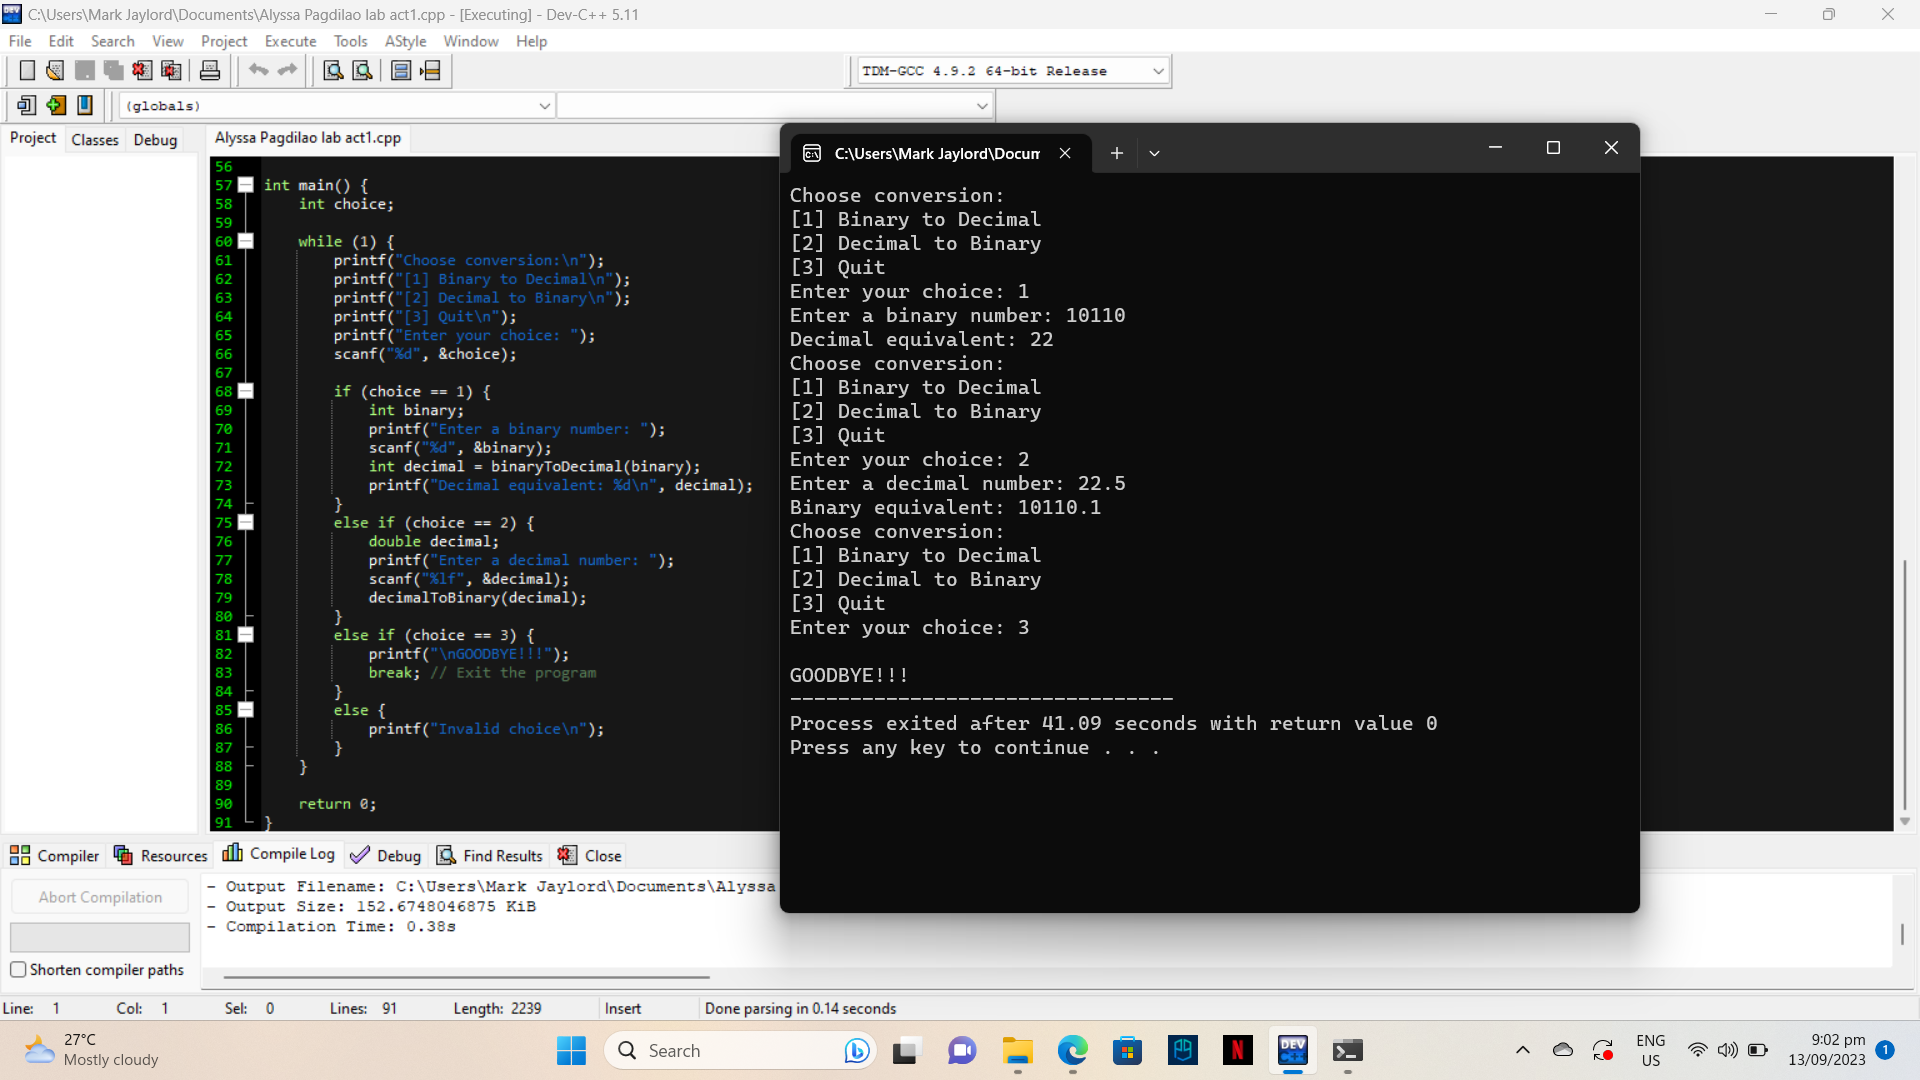 C:\Users\Mark Jaylord\Documents\Alyssa Pagdilao lab act1.cpp - [Executing] - Dev-C++ 5.11
File Edit Search View Project Execute Tools AStyle Window Help
TDM-GCC 4.9.2 64-bit Release
(globals)
Project Classes Debug
Alyssa Pagdilao lab act1.cpp
56
57 int main() {
58 int choice;
59
60 while (1) {
61 printf("Choose conversion:\n");
62 printf("[1] Binary to Decimal\n");
63 printf("[2] Decimal to Binary\n");
64 printf("[3] Quit\n");
65 printf("Enter your choice: ");
66 scanf("%d", &choice);
67
68 if (choice == 1) {
69 int binary;
70 printf("Enter a binary number: ");
71 scanf("%d", &binary);
72 int decimal = binaryToDecimal(binary);
73 printf("Decimal equivalent: %d\n", decimal);
74 }
75 else if (choice == 2) {
76 double decimal;
77 printf("Enter a decimal number: ");
78 scanf("%lf", &decimal);
79 decimalToBinary(decimal);
80 }
81 else if (choice == 3) {
82 printf("\nGOODBYE!!!");
83 break; // Exit the program
84 }
85 else {
86 printf("Invalid choice\n");
87 }
88 }
89
90 return 0;
91 }
C:\Users\Mark Jaylord\Docum
Choose conversion:
[1] Binary to Decimal
[2] Decimal to Binary
[3] Quit
Enter your choice: 1
Enter a binary number: 10110
Decimal equivalent: 22
Choose conversion:
[1] Binary to Decimal
[2] Decimal to Binary
[3] Quit
Enter your choice: 2
Enter a decimal number: 22.5
Binary equivalent: 10110.1
Choose conversion:
[1] Binary to Decimal
[2] Decimal to Binary
[3] Quit
Enter your choice: 3
GOODBYE!!!
--------------------------------
Process exited after 41.09 seconds with return value 0
Press any key to continue . . .
Compiler Resources Compile Log Debug Find Results Close
Abort Compilation
Shorten compiler paths
- Output Filename: C:\Users\Mark Jaylord\Documents\Alyssa
- Output Size: 152.6748046875 KiB
- Compilation Time: 0.38s
Line: 1 Col: 1 Sel: 0 Lines: 91 Length: 2239 Insert Done parsing in 0.14 seconds
27°C
Mostly cloudy
Search
DEV
N
ENG
US
9:02 pm
13/09/2023
1